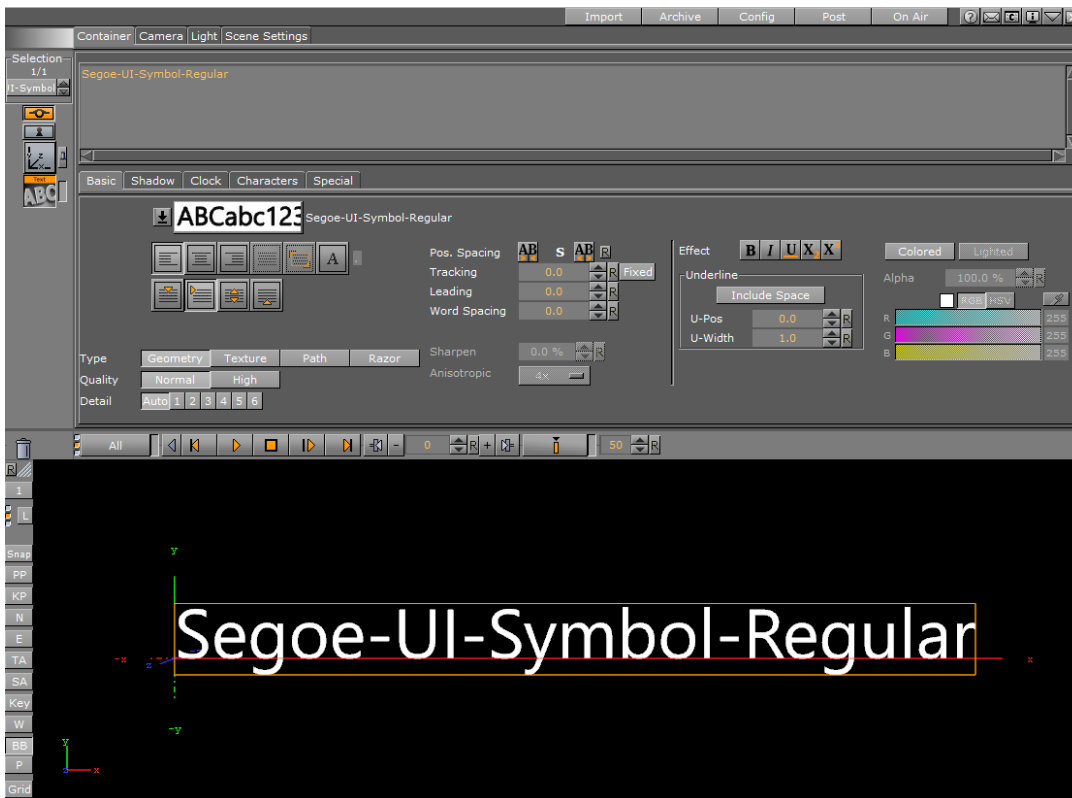 Import Archive Config Post On Air
Container Camera Light Scene Settings
Selection
1/1
UI-Symbol
Segoe-UI-Symbol-Regular
Text
ABC
Basic Shadow Clock Characters Special
ABCabc123 Segoe-UI-Symbol-Regular
A
Pos. Spacing AB S AB R
Tracking 0.0 R Fixed
Leading 0.0 R
Word Spacing 0.0 R
Effect B I U X X
Underline
Include Space
U-Pos 0.0 R
U-Width 1.0 R
Colored Lighted
Alpha 100.0 % R
RGB HSV
R 255
G 255
B 255
Type Geometry Texture Path Razor
Quality Normal High
Detail Auto 1 2 3 4 5 6
Sharpen 0.0 % R
Anisotropic 4x
All 0 R + 50 R
R
1
L
Snap
PP
KP
N
E
TA
SA
Key
W
BB
P
Grid
y
Segoe-UI-Symbol-Regular
-x z x
-y
y
z x